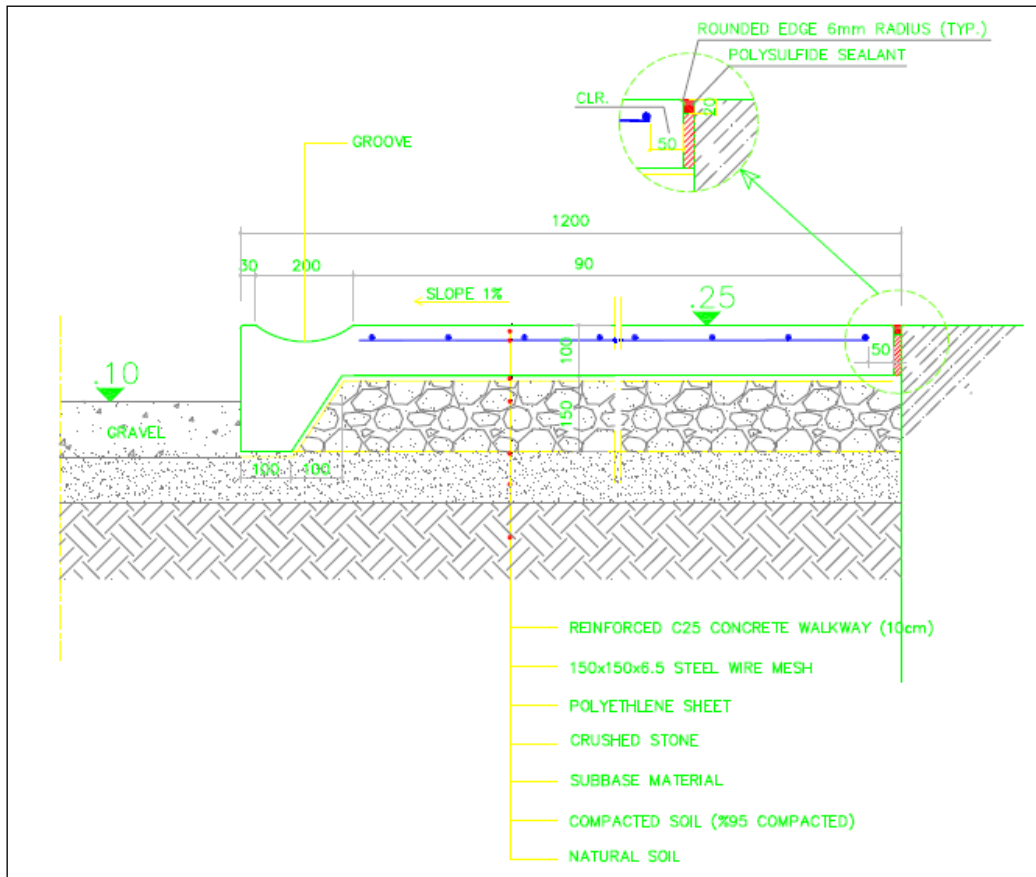 ROUNDED EDGE 6mm RADIUS (TYP.)
POLYSULFIDE SEALANT
CLR.
20
50
GROOVE
1200
30
200
90
SLOPE 1%
.25
50
100
.10
150
GRAVEL
100
100
REINFORCED C25 CONCRETE WALKWAY (10cm)
150x150x6.5 STEEL WIRE MESH
POLYETHLENE SHEET
CRUSHED STONE
SUBBASE MATERIAL
COMPACTED SOIL (%95 COMPACTED)
NATURAL SOIL